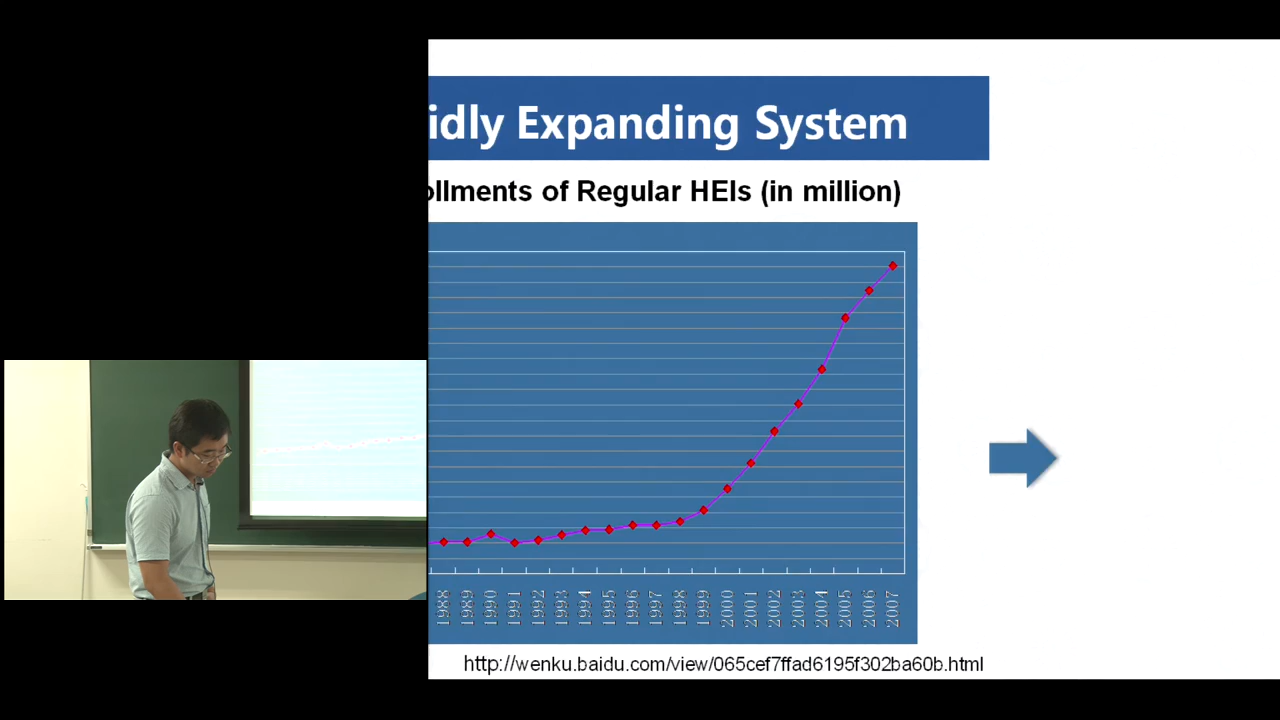 idly Expanding System
ollments of Regular HEIs (in million)
1988 1989 1990 1991 1992 1993 1994 1995 1996 1997 1998 1999 2000 2001 2002 2003 2004 2005 2006 2007
http://wenku.baidu.com/view/065cef7ffad6195f302ba60b.html